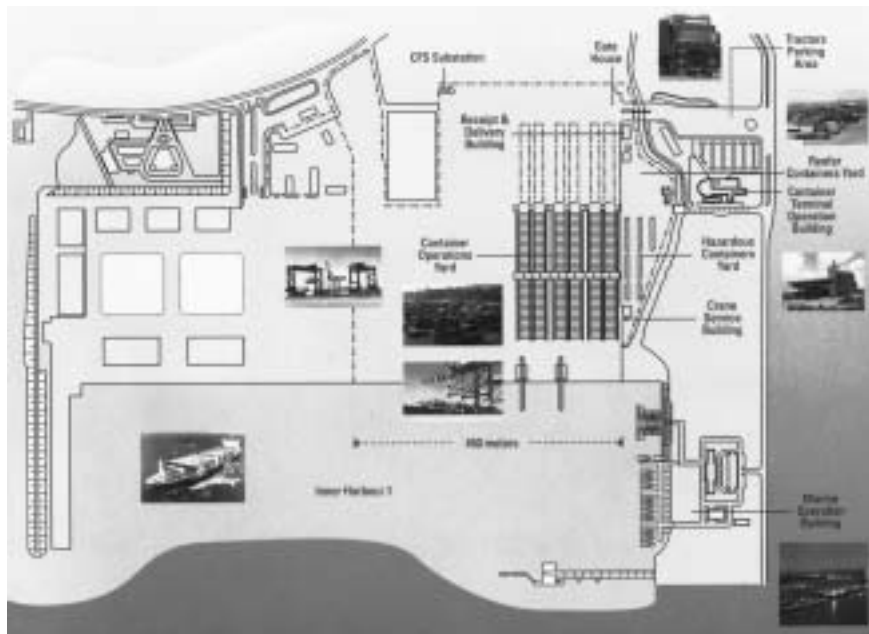 CFS Substation
Gate
House
Tractors
Parking
Area
Receipt &
Delivery
Building
Reefer
Containers Yard
Container
Terminal
Operation
Building
Container
Operations
Yard
Hazardous
Containers
Yard
Crane
Service
Building
meters
Inner Harbour 1
Marine
Operation
Building